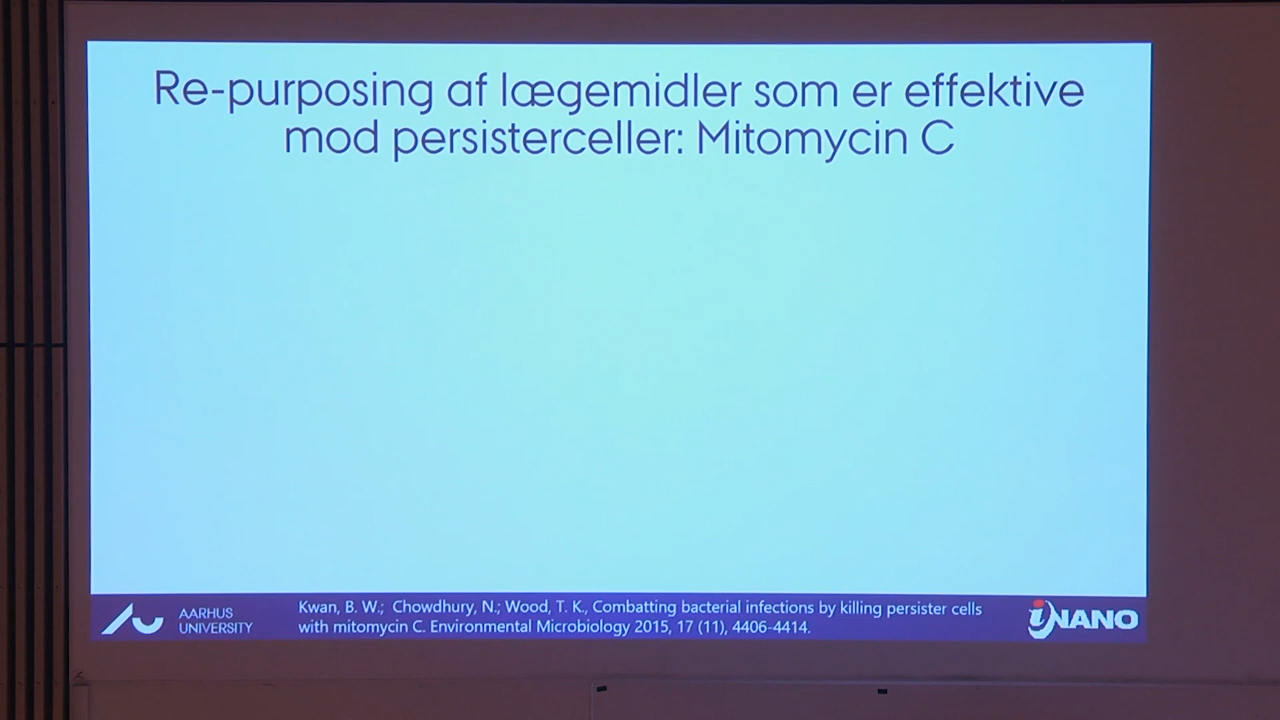 Re-purposing af lægemidler som er effektive
mod persisterceller: Mitomycin C
AARHUS
UNIVERSITY
Kwan, B. W.;  Chowdhury, N.; Wood, T. K., Combatting bacterial infections by killing persister cells
with mitomycin C. Environmental Microbiology 2015, 17 (11), 4406-4414.
iNANO